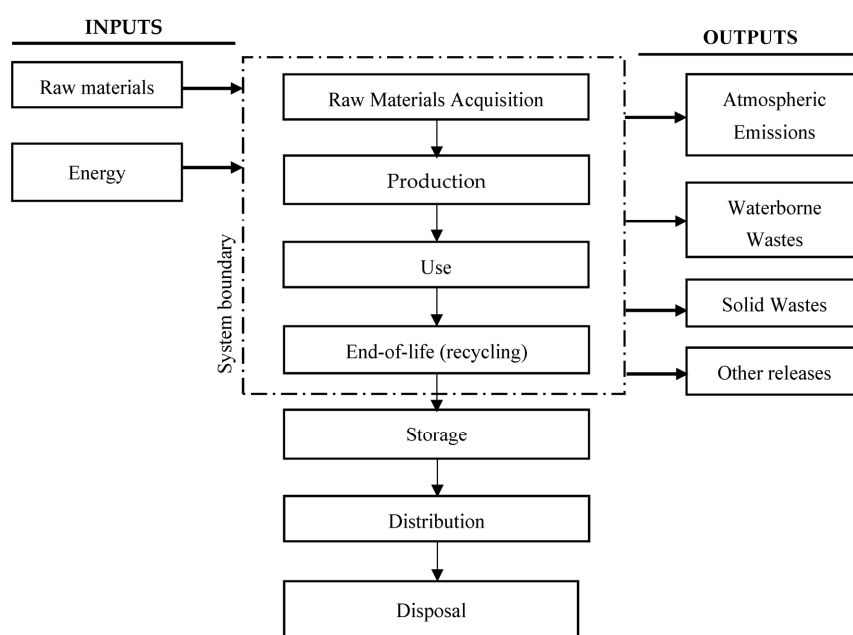 INPUTS
OUTPUTS
Raw materials
Energy
System boundary
Raw Materials Acquisition
Production
Use
End-of-life (recycling)
Storage
Distribution
Disposal
Atmospheric
Emissions
Waterborne
Wastes
Solid Wastes
Other releases